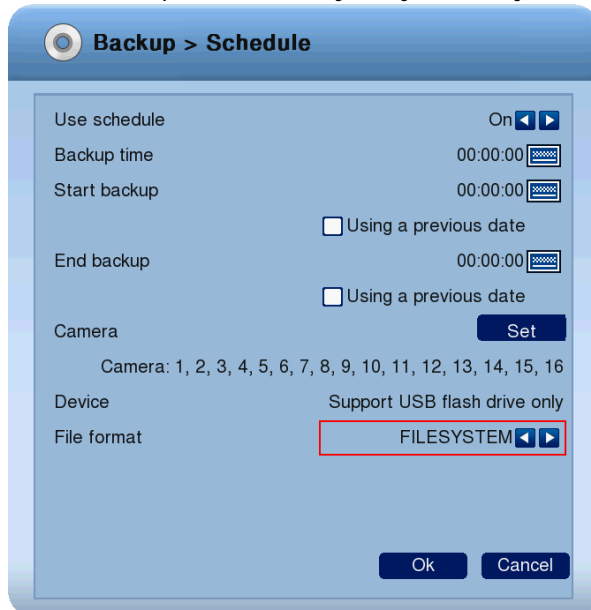 Backup > Schedule
Use schedule On
Backup time 00:00:00
Start backup 00:00:00
Using a previous date
End backup 00:00:00
Using a previous date
Camera Set
Camera: 1, 2, 3, 4, 5, 6, 7, 8, 9, 10, 11, 12, 13, 14, 15, 16
Device Support USB flash drive only
File format FILESYSTEM
Ok Cancel